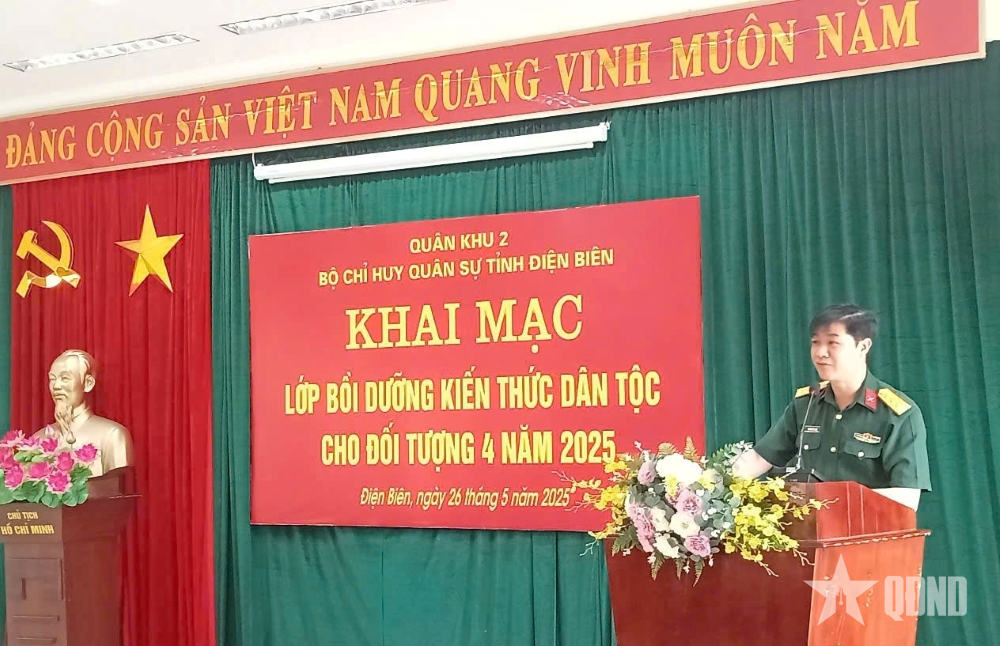 ĐẢNG CỘNG SẢN VIỆT NAM QUANG VINH MUÔN NĂM
QUÂN KHU 2
BỘ CHỈ HUY QUÂN SỰ TỈNH ĐIỆN BIÊN
KHAI MẠC
LỚP BỒI DƯỠNG KIẾN THỨC DÂN TỘC
CHO ĐỐI TƯỢNG 4 NĂM 2025
Điện Biên, ngày 26 tháng 5 năm 2025
CHỦ TỊCH
HỒ CHÍ MINH
QĐND